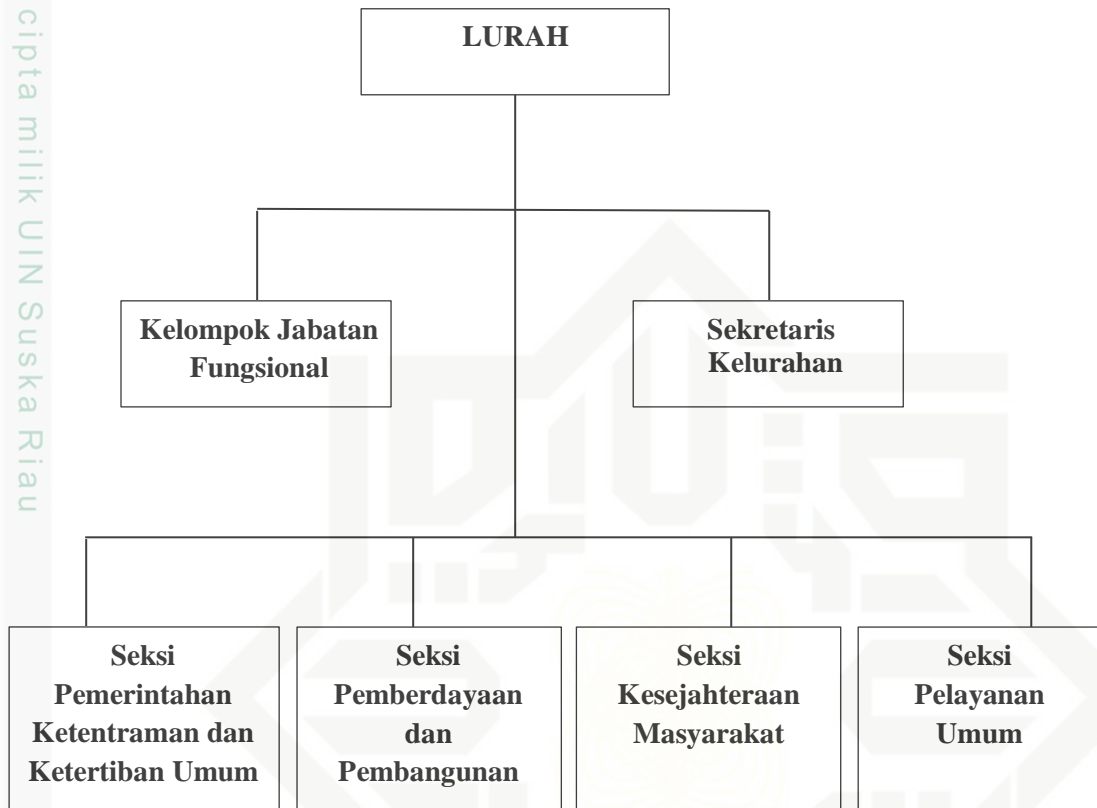 LURAH
Kelompok Jabatan
Fungsional
Sekretaris
Kelurahan
Seksi
Pemerintahan
Ketentraman dan
Ketertiban Umum
Seksi
Pemberdayaan
dan
Pembangunan
Seksi
Kesejahteraan
Masyarakat
Seksi
Pelayanan
Umum
cipta milik UIN Suska Riau